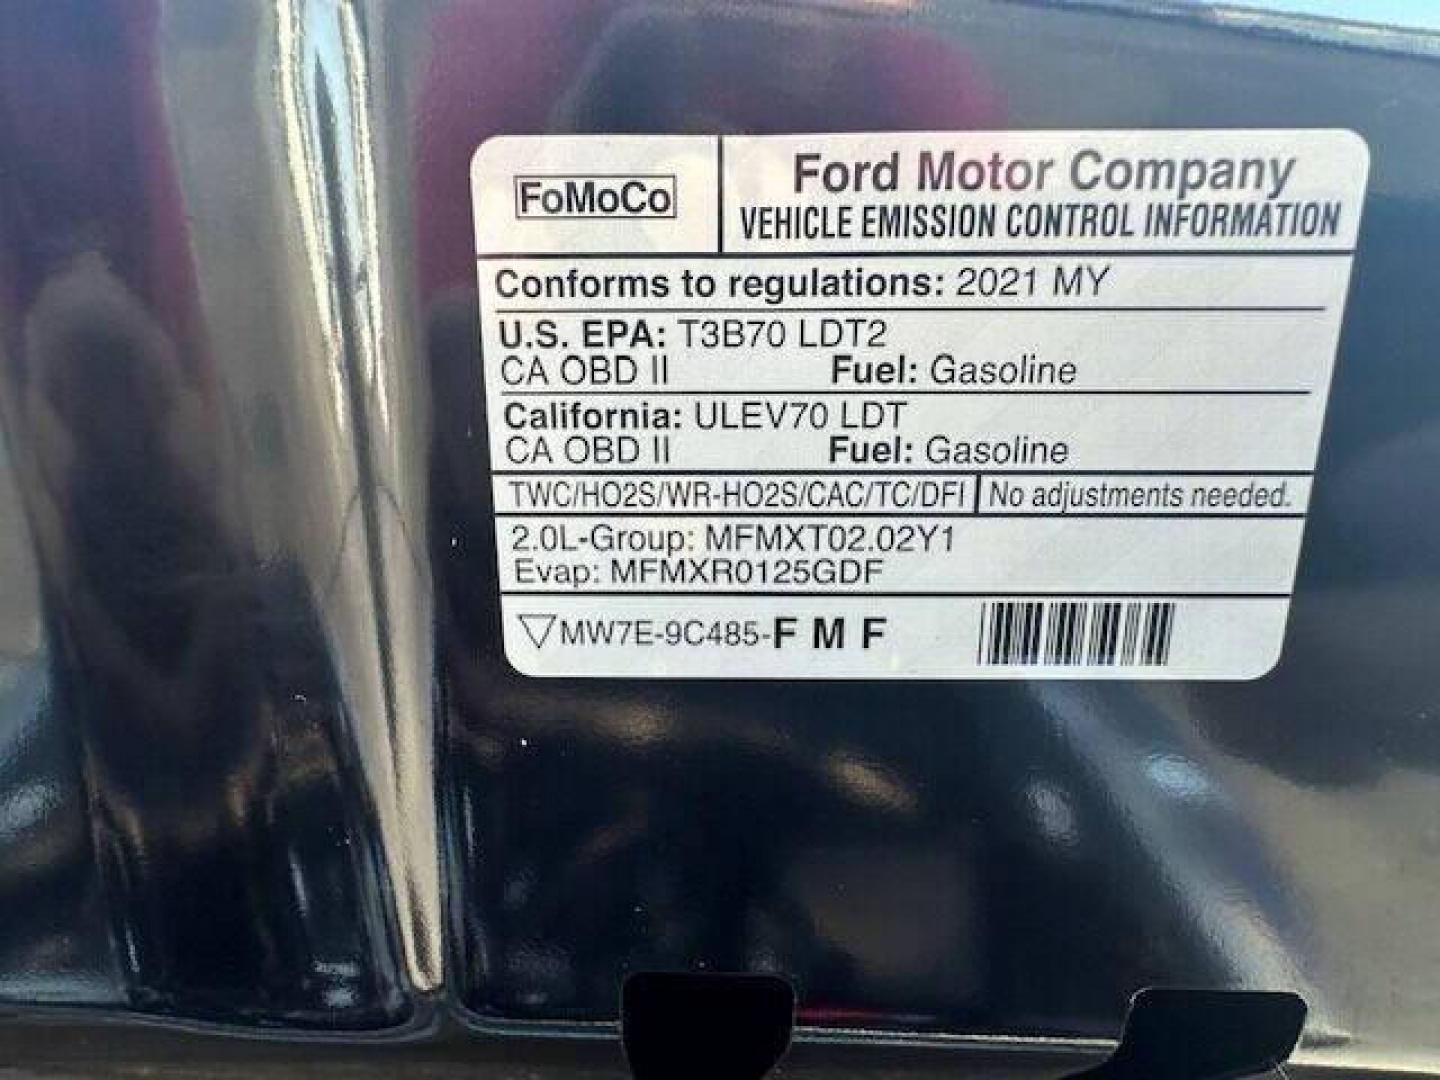 FoMoCo
Ford Motor Company
VEHICLE EMISSION CONTROL INFORMATION
Conforms to regulations: 2021 MY
U.S. EPA: T3B70 LDT2
CA OBD II Fuel: Gasoline
California: ULEV70 LDT
CA OBD II Fuel: Gasoline
TWC/HO2S/WR-HO2S/CAC/TC/DFI No adjustments needed.
2.0L-Group: MFMXT02.02Y1
Evap: MFMXR0125GDF
MW7E-9C485-F M F